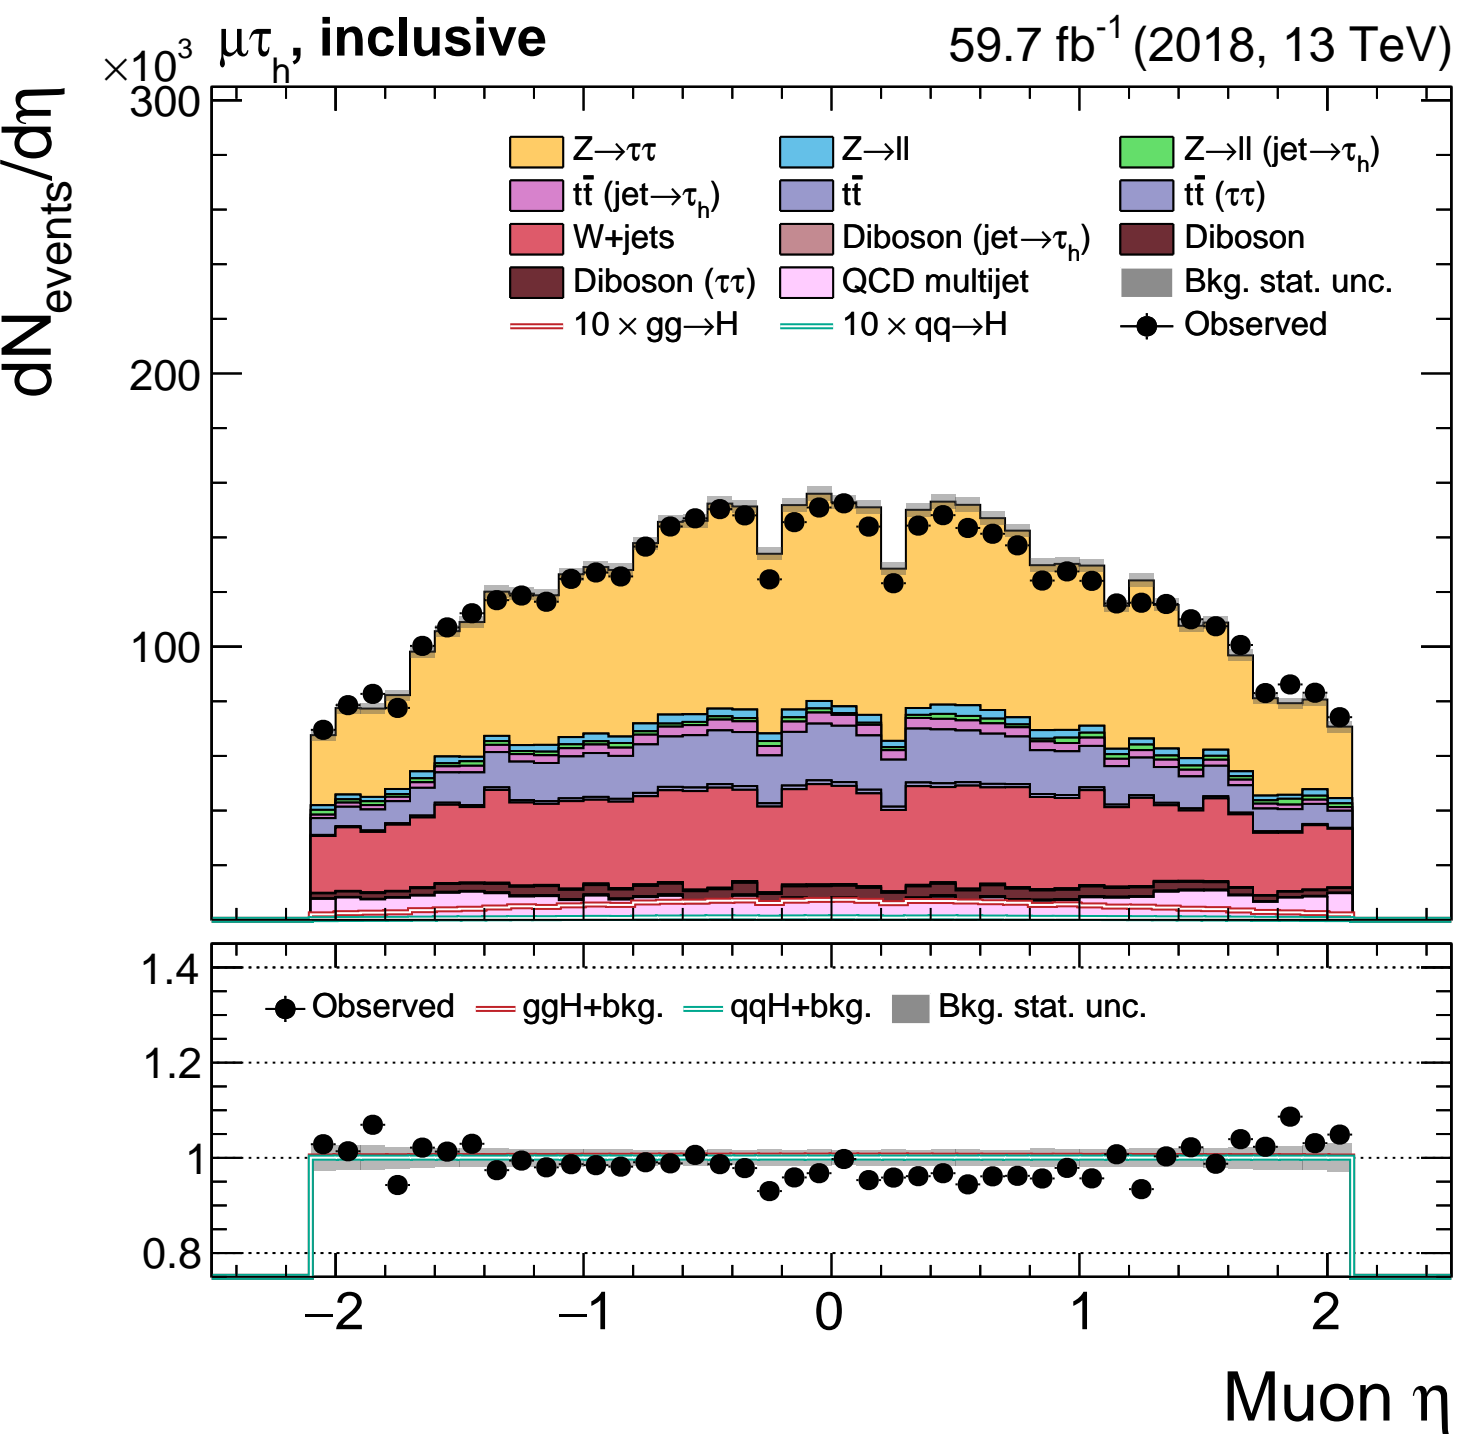 μτh, inclusive
59.7 fb-1 (2018, 13 TeV)
×103
dNevents/dη
300
200
100
Z→ττ
Z→ll
Z→ll (jet→τh)
tt̄ (jet→τh)
tt̄
tt̄ (ττ)
W+jets
Diboson (jet→τh)
Diboson
Diboson (ττ)
QCD multijet
Bkg. stat. unc.
10 × gg→H
10 × qq→H
Observed
1.4
1.2
1
0.8
Observed
ggH+bkg.
qqH+bkg.
Bkg. stat. unc.
−2
−1
0
1
2
Muon η